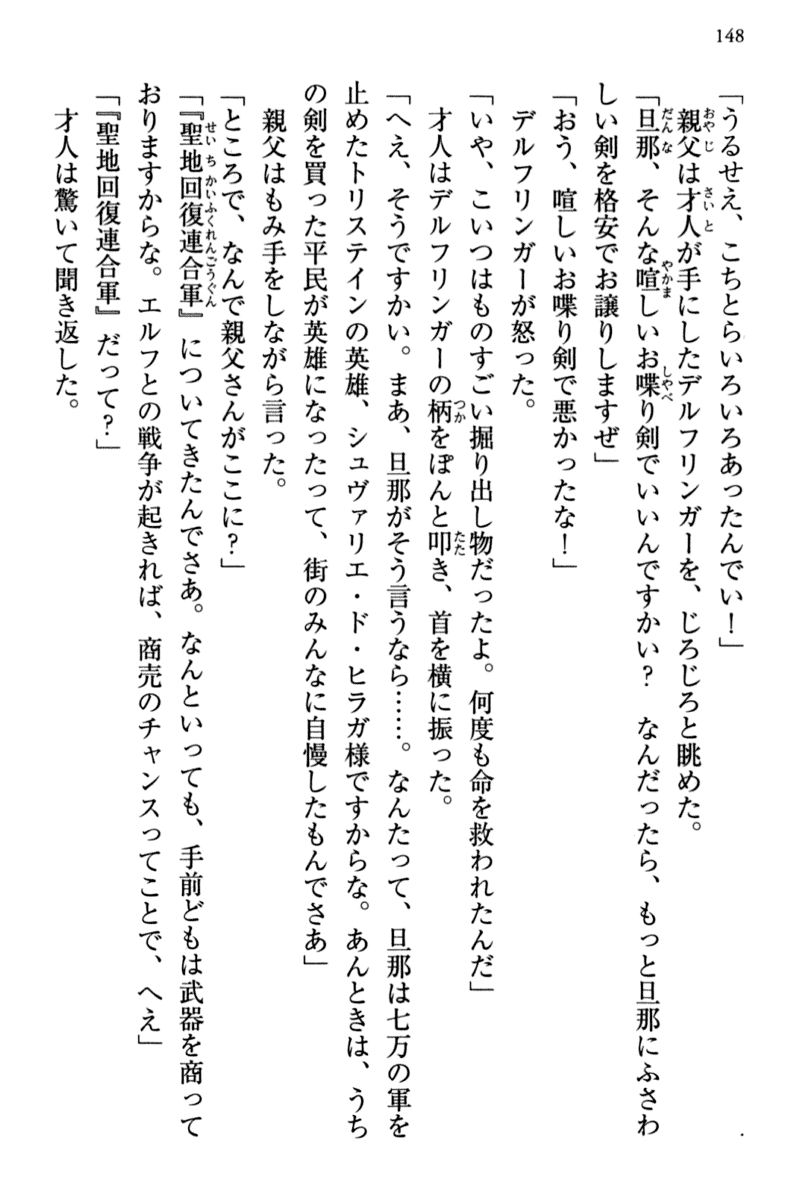 148
「うるせえ、こちとらいろいろあったんでい！」
親父は才人が手にしたデルフリンガーを、じろじろと眺めた。
「旦那、そんな喧しいお喋り剣でいいんですかい？　なんだったら、もっと旦那にふさわ
しい剣を格安でお譲りしますぜ」
「おう、喧しいお喋り剣で悪かったな！」
デルフリンガーが怒った。
「いや、こいつはものすごい掘り出し物だったよ。何度も命を救われたんだ」
才人はデルフリンガーの柄をぽんと叩き、首を横に振った。
「へえ、そうですかい。まあ、旦那がそう言うなら……。なんたって、旦那は七万の軍を
止めたトリステインの英雄、シュヴァリエ・ド・ヒラガ様ですからな。あんときは、うち
の剣を買った平民が英雄になったって、街のみんなに自慢したもんでさあ」
親父はもみ手をしながら言った。
「ところで、なんで親父さんがここに？」
「『聖地回復連合軍』についてきたんでさあ。なんといっても、手前どもは武器を商って
おりますからな。エルフとの戦争が起きれば、商売のチャンスってことで、へえ」
「『聖地回復連合軍』だって？」
才人は驚いて聞き返した。